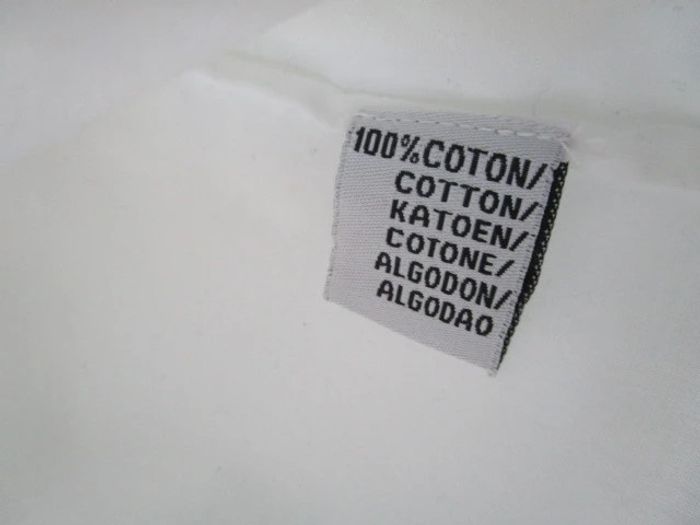 100%COTON/
COTTON/
KATOEN/
COTONE/
ALGODON/
ALGODAO